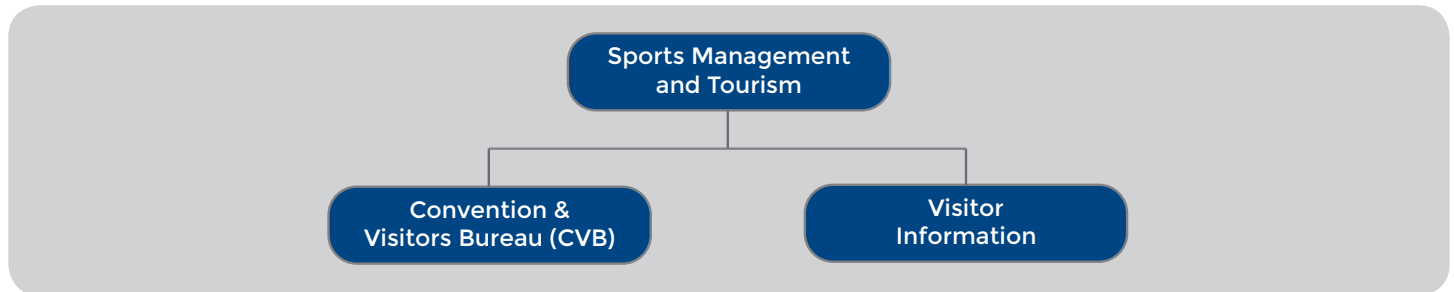 Sports Management
and Tourism
Convention &
Visitors Bureau (CVB)
Visitor
Information